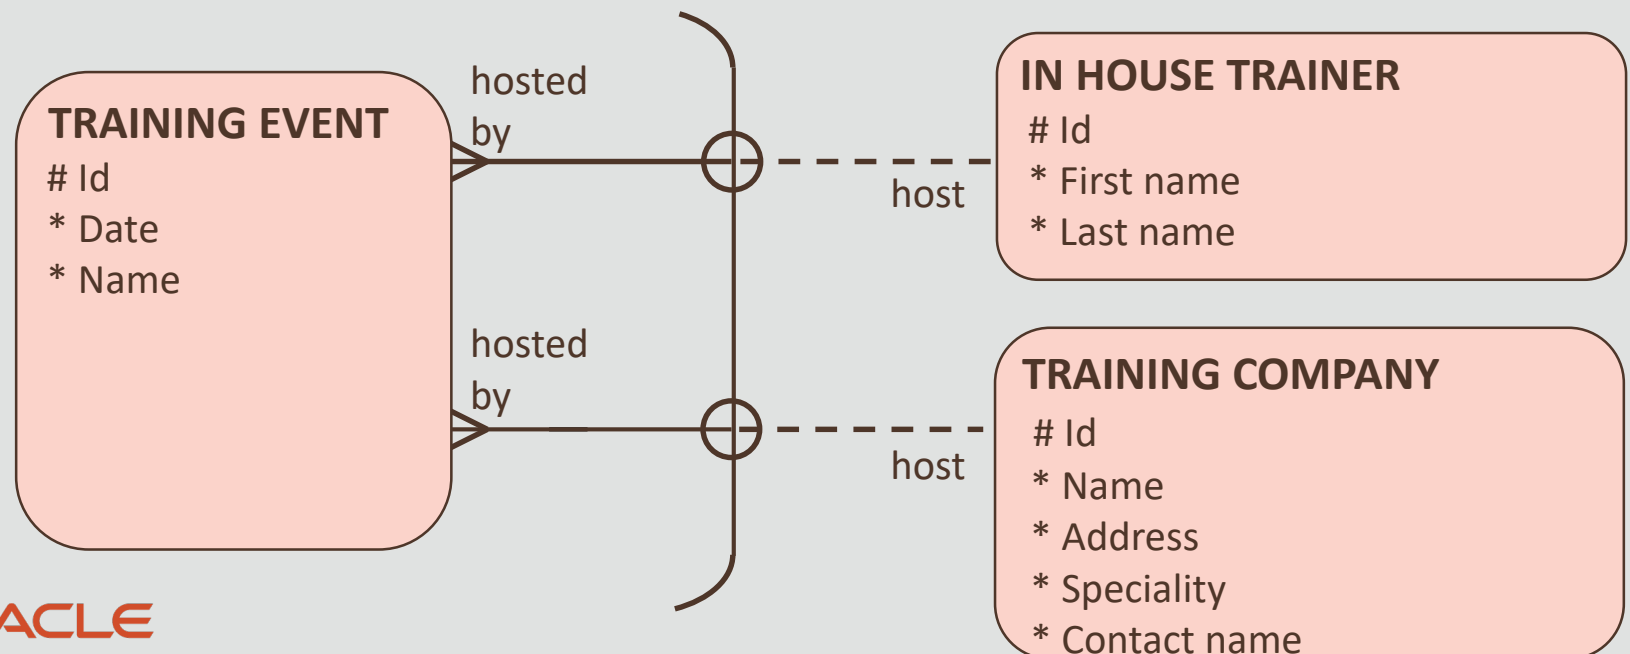 TRAINING EVENT
# Id
* Date
* Name
hosted
by
hosted
by
host
host
IN HOUSE TRAINER
# Id
* First name
* Last name
TRAINING COMPANY
# Id
* Name
* Address
* Speciality
* Contact name
ACLE